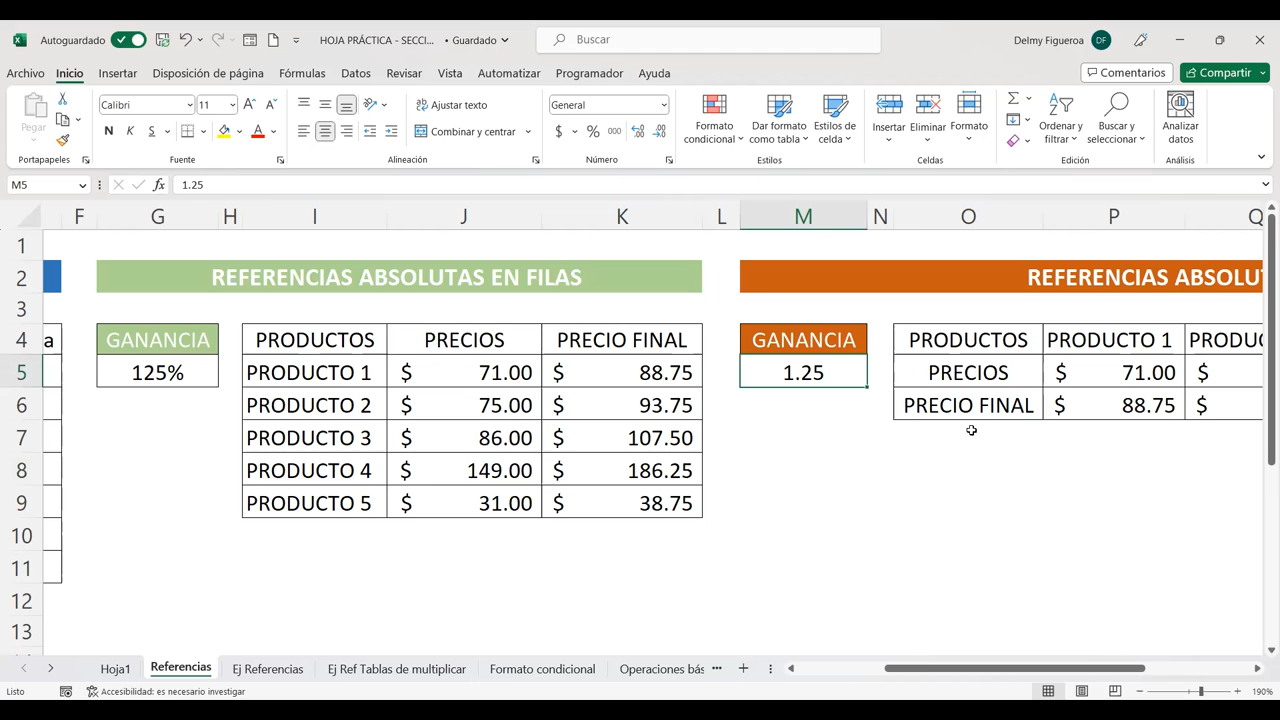 Autoguardado HOJA PRÁCTICA - SECCI... • Guardado Buscar Delmy Figueroa DF
Archivo Inicio Insertar Disposición de página Fórmulas Datos Revisar Vista Automatizar Programador Ayuda Comentarios Compartir
Pegar Calibri 11 Ajustar texto General
N K S Combinar y centrar $ % 000
Formato condicional Dar formato como tabla Estilos de celda Insertar Eliminar Formato Ordenar y filtrar Buscar y seleccionar Analizar datos
Portapapeles Fuente Alineación Número Estilos Celdas Edición Análisis
M5 fx 1.25
F G H I J K L M N O P Q
1
2 REFERENCIAS ABSOLUTAS EN FILAS REFERENCIAS ABSOLUT
3
4 a GANANCIA PRODUCTOS PRECIOS PRECIO FINAL GANANCIA PRODUCTOS PRODUCTO 1 PRODUC
5 125% PRODUCTO 1 $ 71.00 $ 88.75 1.25 PRECIOS $ 71.00 $
6 PRODUCTO 2 $ 75.00 $ 93.75 PRECIO FINAL $ 88.75 $
7 PRODUCTO 3 $ 86.00 $ 107.50
8 PRODUCTO 4 $ 149.00 $ 186.25
9 PRODUCTO 5 $ 31.00 $ 38.75
10
11
12
13
Hoja1 Referencias Ej Referencias Ej Ref Tablas de multiplicar Formato condicional Operaciones bás ...
Listo Accesibilidad: es necesario investigar 190%